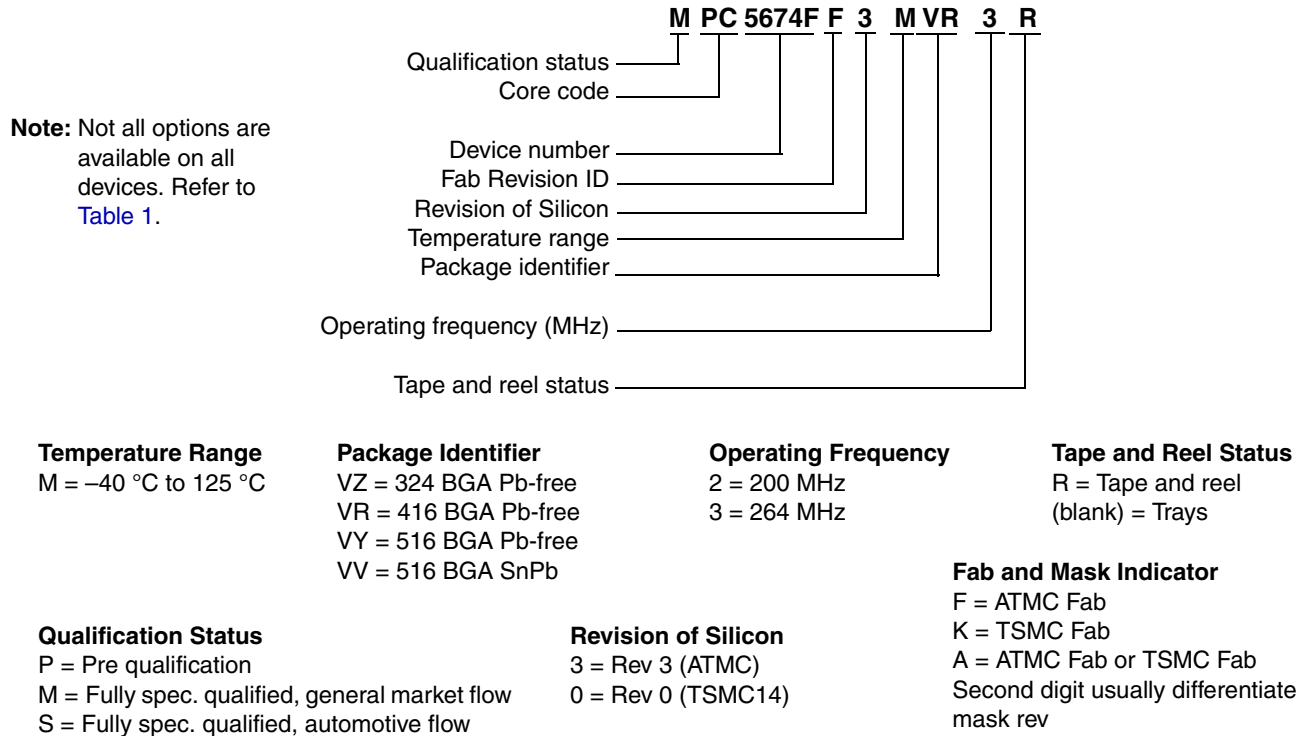 M PC 5674F F 3 M VR 3 R
Qualification status
Core code
Note: Not all options are
available on all
devices. Refer to
Table 1.
Device number
Fab Revision ID
Revision of Silicon
Temperature range
Package identifier
Operating frequency (MHz)
Tape and reel status
Temperature Range
M = –40 °C to 125 °C
Package Identifier
VZ = 324 BGA Pb-free
VR = 416 BGA Pb-free
VY = 516 BGA Pb-free
VV = 516 BGA SnPb
Operating Frequency
2 = 200 MHz
3 = 264 MHz
Tape and Reel Status
R = Tape and reel
(blank) = Trays
Fab and Mask Indicator
F = ATMC Fab
K = TSMC Fab
A = ATMC Fab or TSMC Fab
Second digit usually differentiate
mask rev
Qualification Status
P = Pre qualification
M = Fully spec. qualified, general market flow
S = Fully spec. qualified, automotive flow
Revision of Silicon
3 = Rev 3 (ATMC)
0 = Rev 0 (TSMC14)